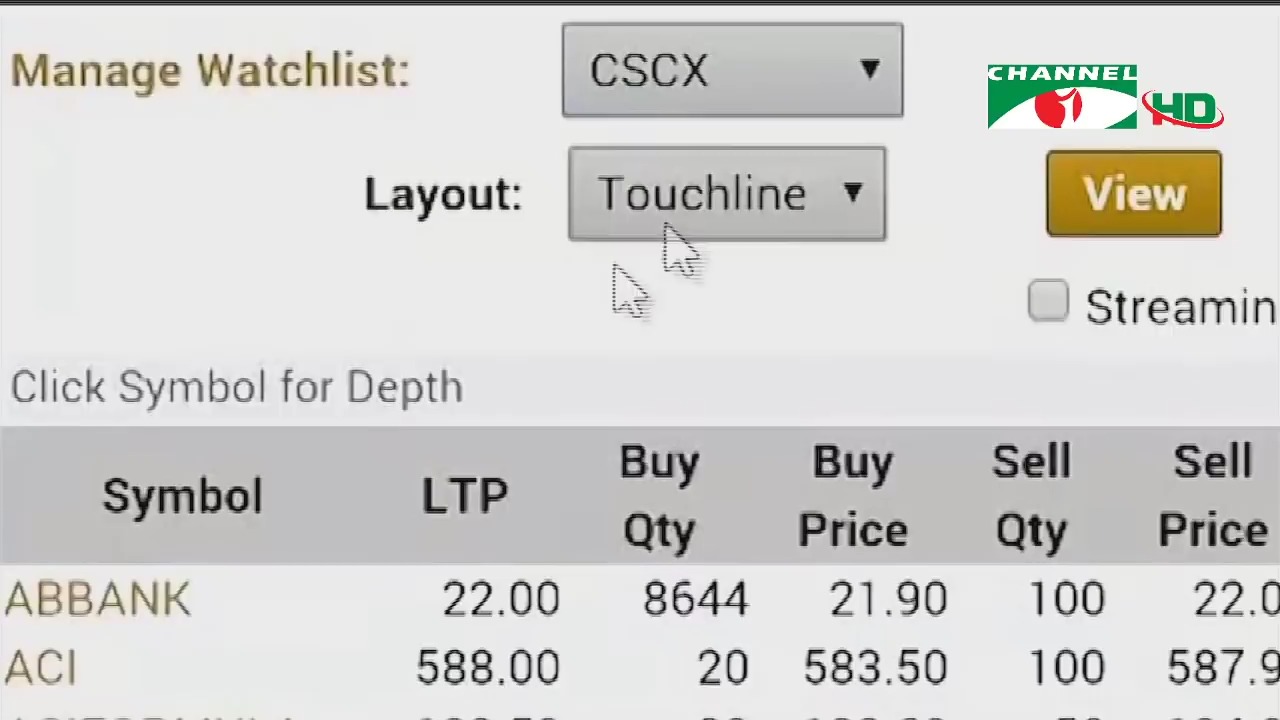 Manage Watchlist: CSCX ▼
CHANNEL i HD
Layout: Touchline ▼ View
Streamin
Click Symbol for Depth
Symbol LTP Buy Qty Buy Price Sell Qty Sell Price
ABBANK 22.00 8644 21.90 100 22.0
ACI 588.00 20 583.50 100 587.9